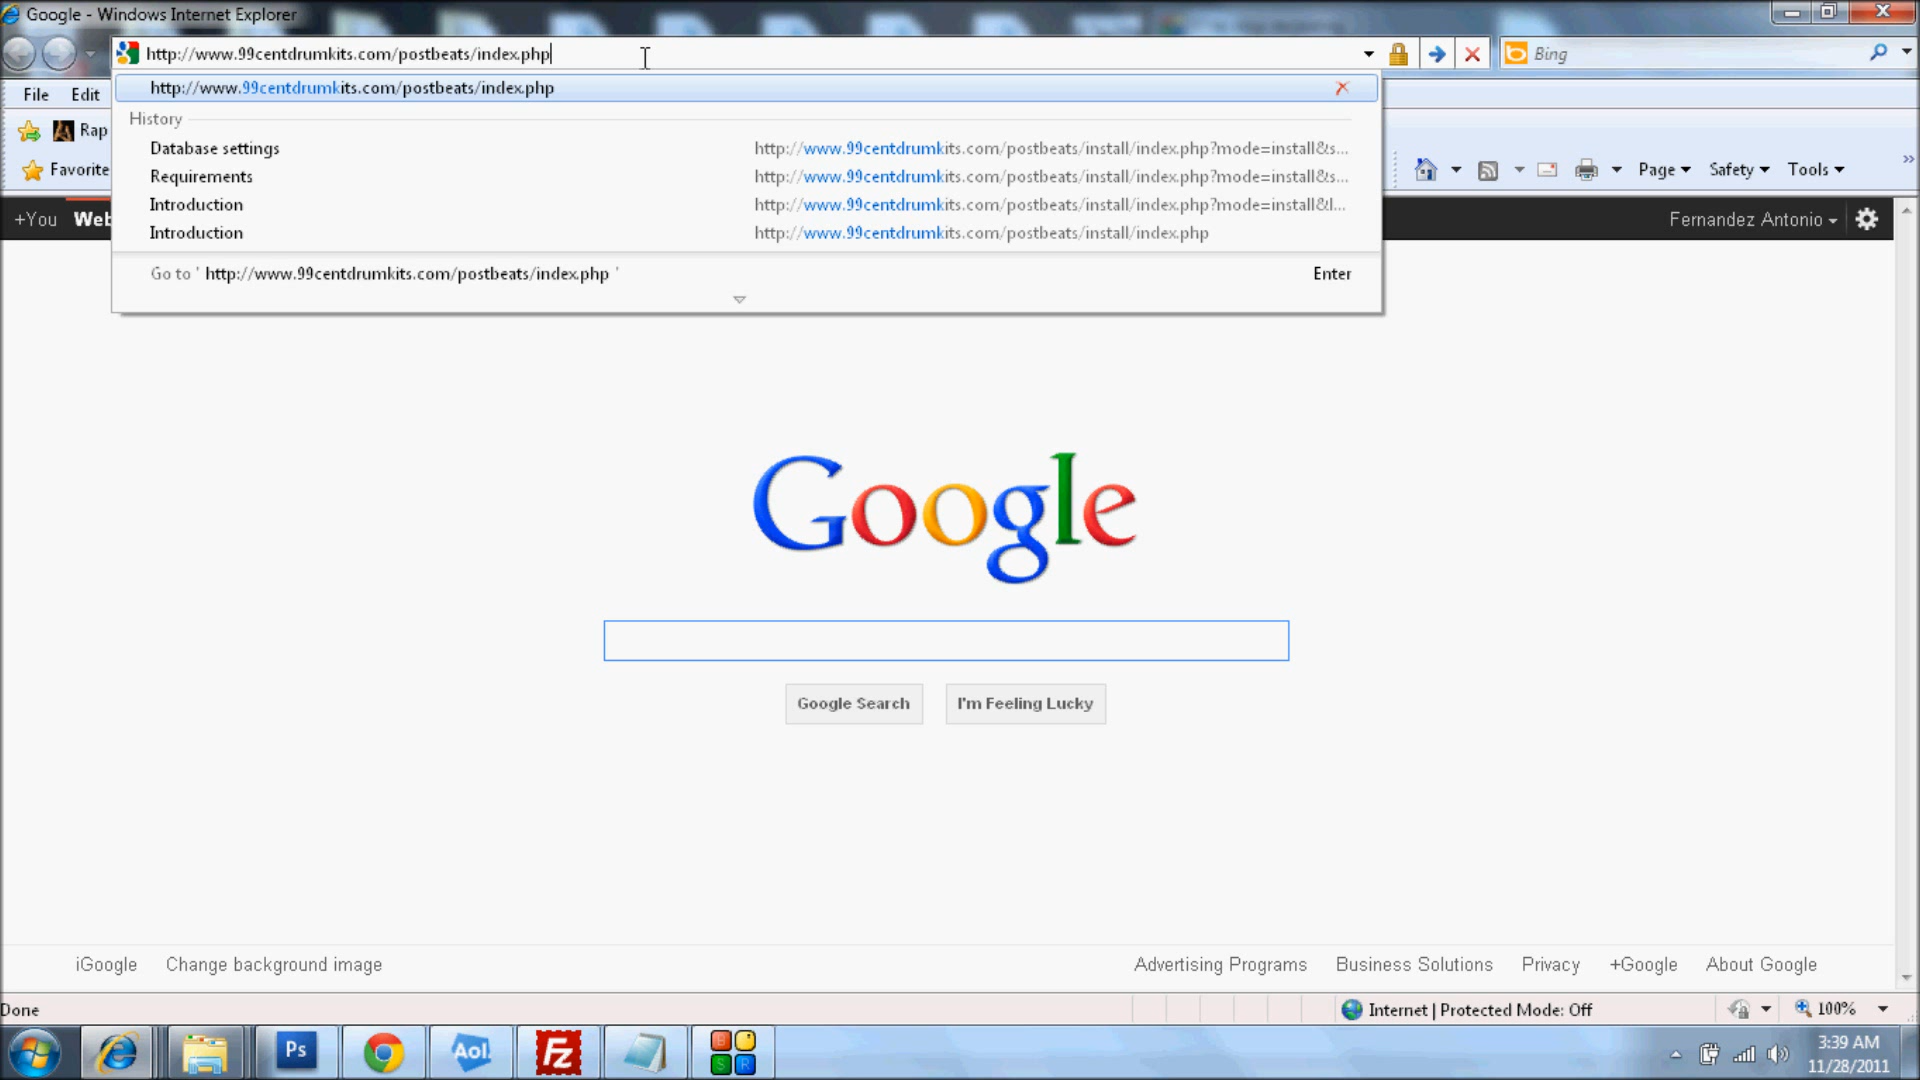 Google - Windows Internet Explorer
http://www.99centdrumkits.com/postbeats/index.php
Bing
http://www.99centdrumkits.com/postbeats/index.php
File Edit
History
Rap
Database settings http://www.99centdrumkits.com/postbeats/install/index.php?mode=install&s...
Favorite
Requirements http://www.99centdrumkits.com/postbeats/install/index.php?mode=install&s...
Page Safety Tools
Introduction http://www.99centdrumkits.com/postbeats/install/index.php?mode=install&l...
+You Web
Fernandez Antonio
Introduction http://www.99centdrumkits.com/postbeats/install/index.php
Go to ' http://www.99centdrumkits.com/postbeats/index.php ' Enter
Google
Google Search I'm Feeling Lucky
iGoogle Change background image Advertising Programs Business Solutions Privacy +Google About Google
Done Internet | Protected Mode: Off 100%
Ps Aol. Fz B S R
3:39 AM
11/28/2011